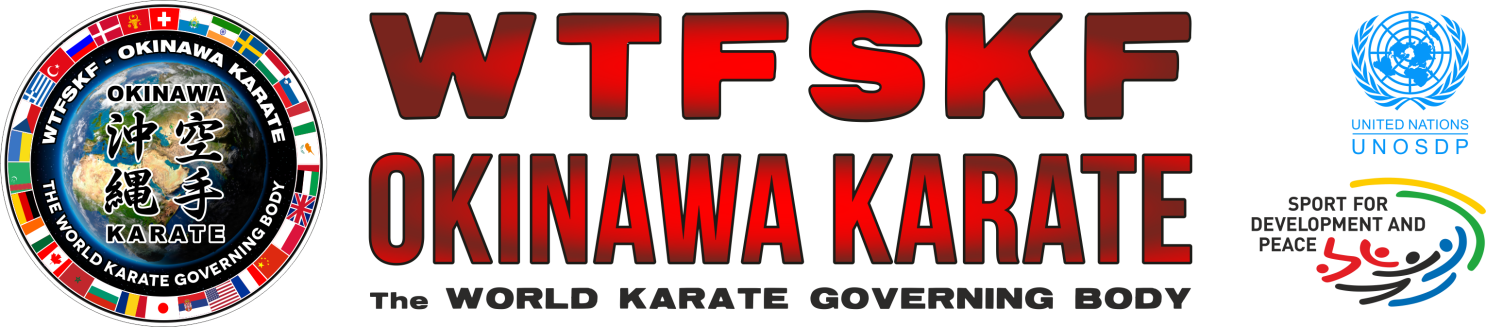 WTFSKF - OKINAWA KARATE
OKINAWA
沖空
縄手
KARATE
THE WORLD KARATE GOVERNING BODY
WTFSKF
OKINAWA KARATE
The WORLD KARATE GOVERNING BODY
UNITED NATIONS
UNOSDP
SPORT FOR
DEVELOPMENT AND
PEACE